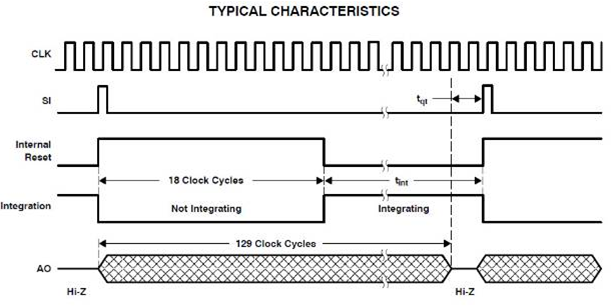 TYPICAL CHARACTERISTICS
CLK
SI
tqt
Internal
Reset
18 Clock Cycles
tint
Integration
Not Integrating
Integrating
129 Clock Cycles
AO
Hi-Z
Hi-Z